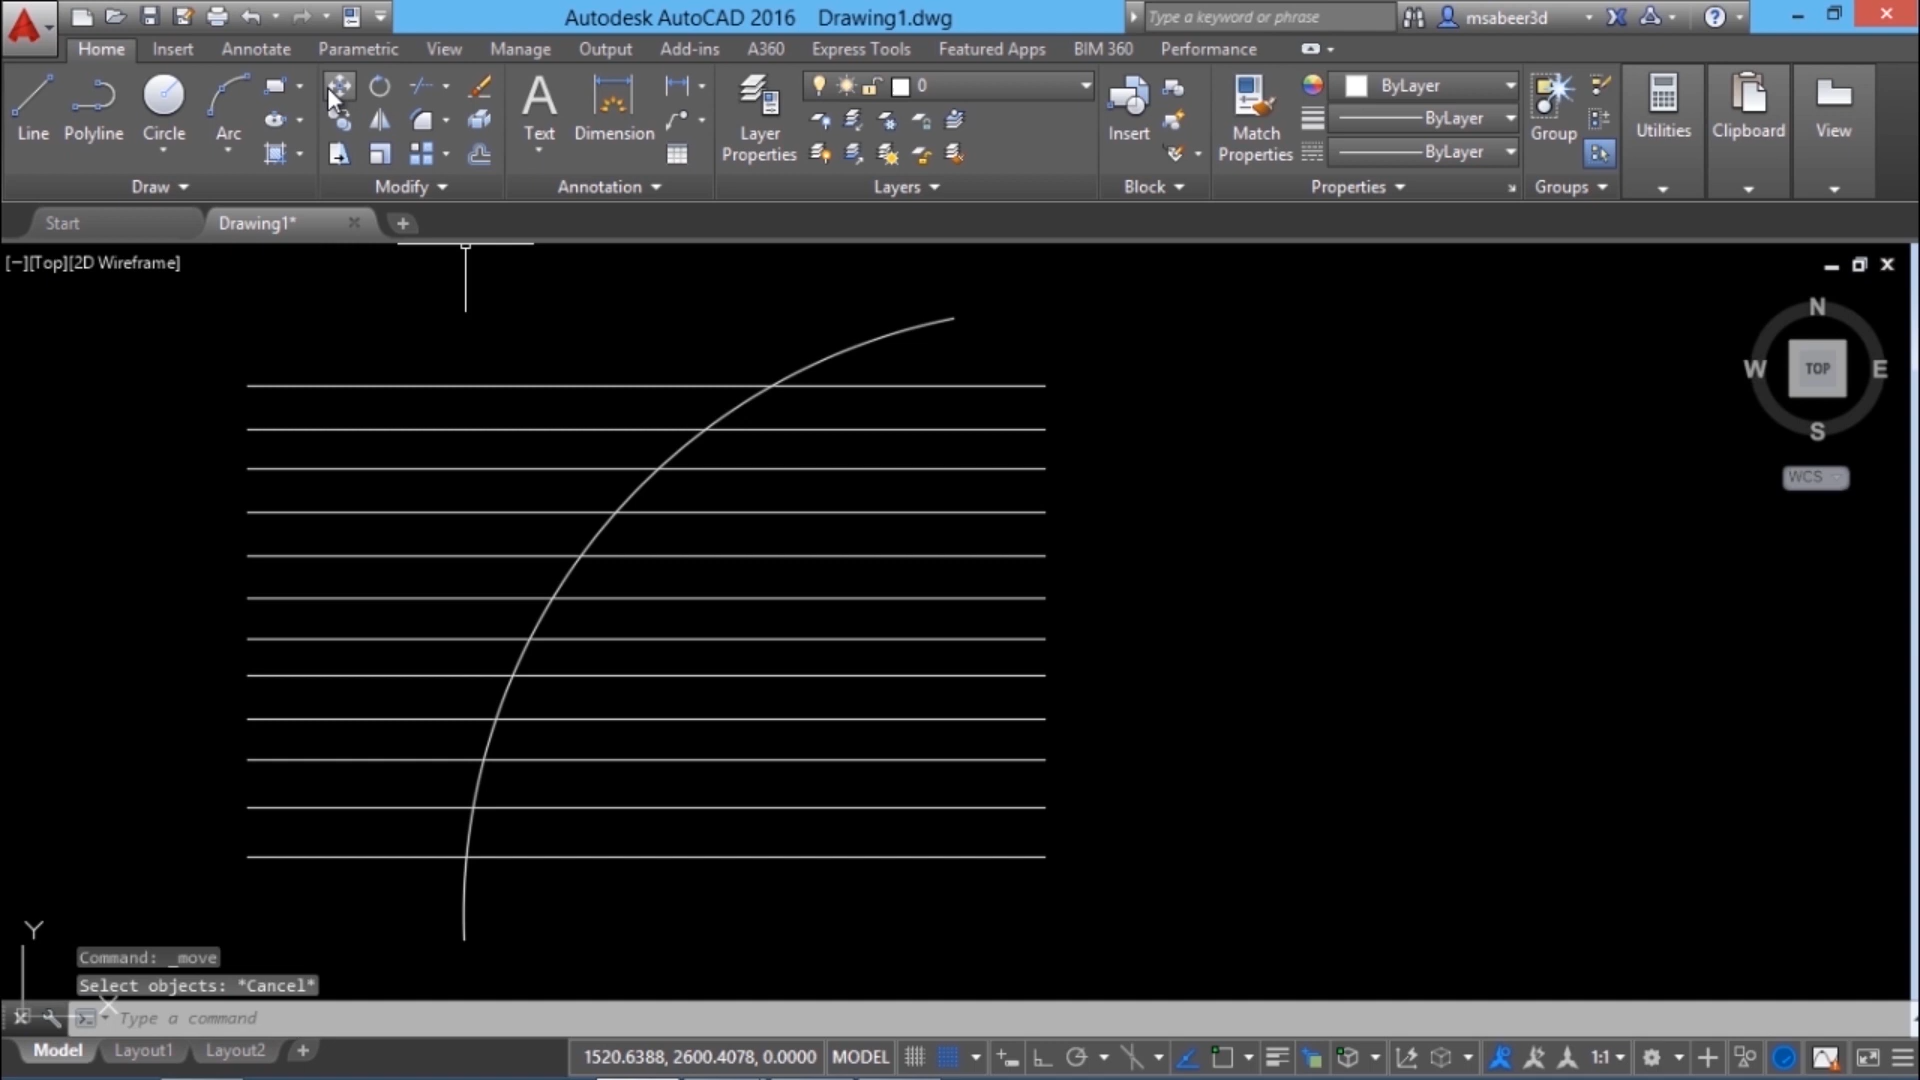 Autodesk AutoCAD 2016 Drawing1.dwg
Type a keyword or phrase
msabeer3d
Home Insert Annotate Parametric View Manage Output Add-ins A360 Express Tools Featured Apps BIM 360 Performance
0
ByLayer
ByLayer
ByLayer
Line Polyline Circle Arc
A
Text Dimension
Layer Properties
Insert
Match Properties
Group Utilities Clipboard View
Draw Modify Annotation Layers Block Properties Groups
Start Drawing1*
[−][Top][2D Wireframe]
N
W TOP E
S
WCS
Y
Command: _move
Select objects: *Cancel*
X
Type a command
Model Layout1 Layout2
1520.6388, 2600.4078, 0.0000 MODEL 1:1